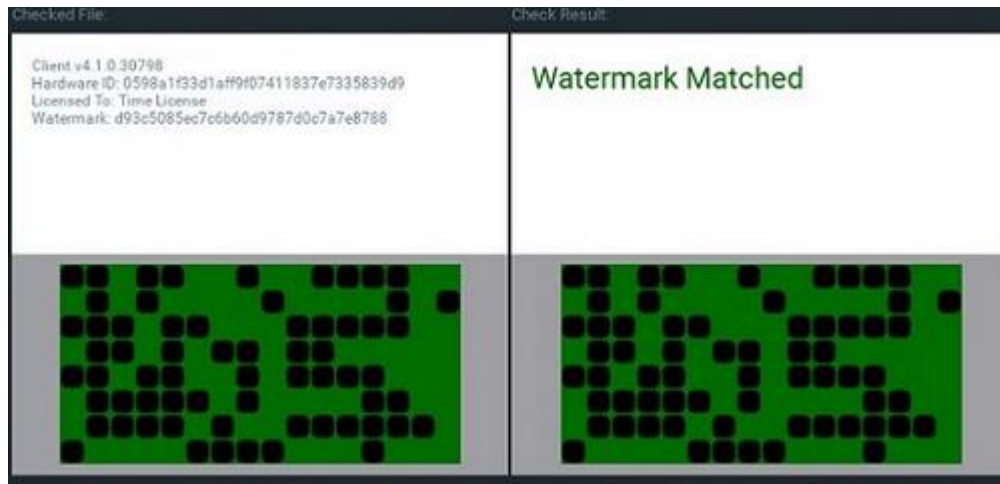 Checked File:
Check Result:
Client v4.1.0.30798
Hardware ID: 0598a1f33d1aff9f07411837e7335839d9
Licensed To: Time License
Watermark: d93c5085ec7c6b60d9787d0c7a7e8788
Watermark Matched